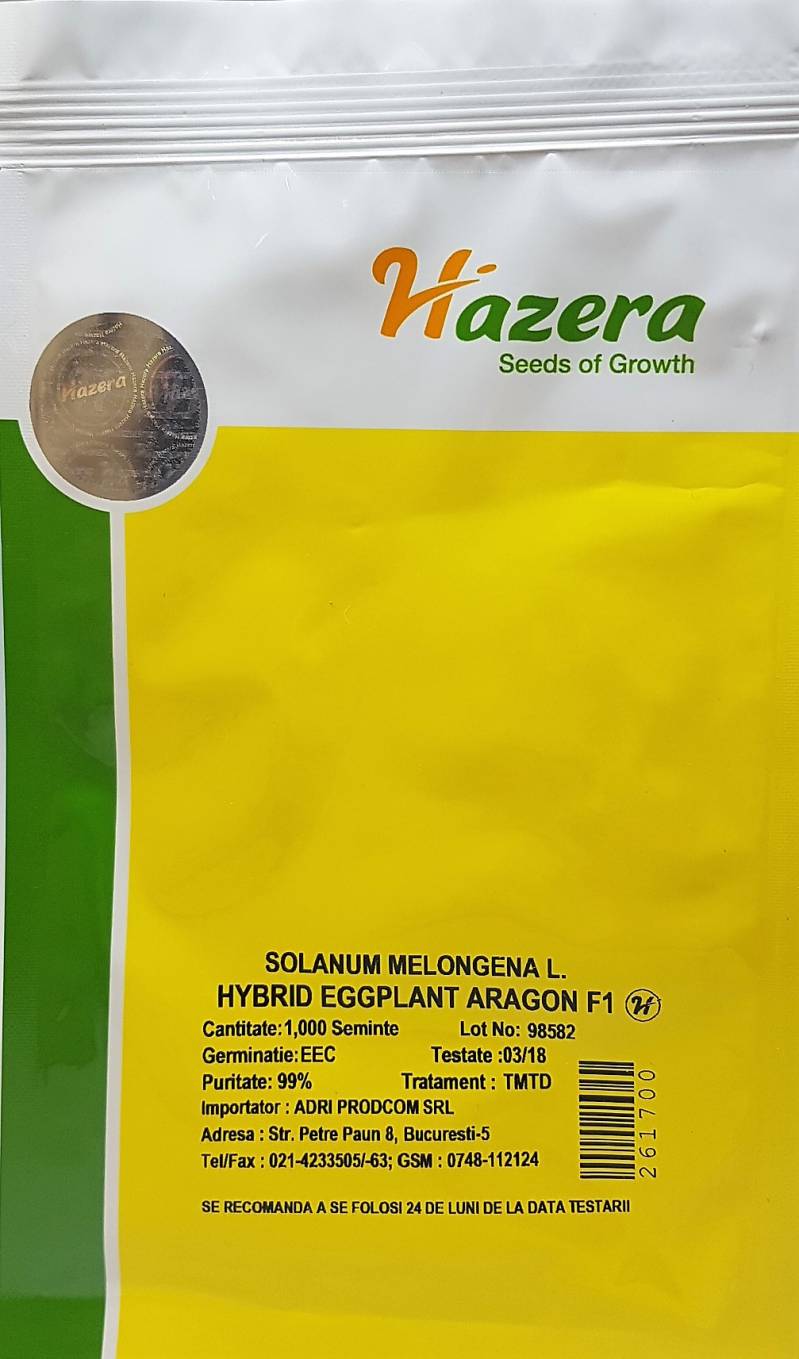 Hazera
Seeds of Growth
Hazera
SOLANUM MELONGENA L.
HYBRID EGGPLANT ARAGON F1
Cantitate: 1,000 Seminte Lot No: 98582
Germinatie: EEC Testate :03/18
Puritate: 99% Tratament : TMTD
Importator : ADRI PRODCOM SRL
Adresa : Str. Petre Paun 8, Bucuresti-5
Tel/Fax : 021-4233505/-63; GSM : 0748-112124
261700
SE RECOMANDA A SE FOLOSI 24 DE LUNI DE LA DATA TESTARII